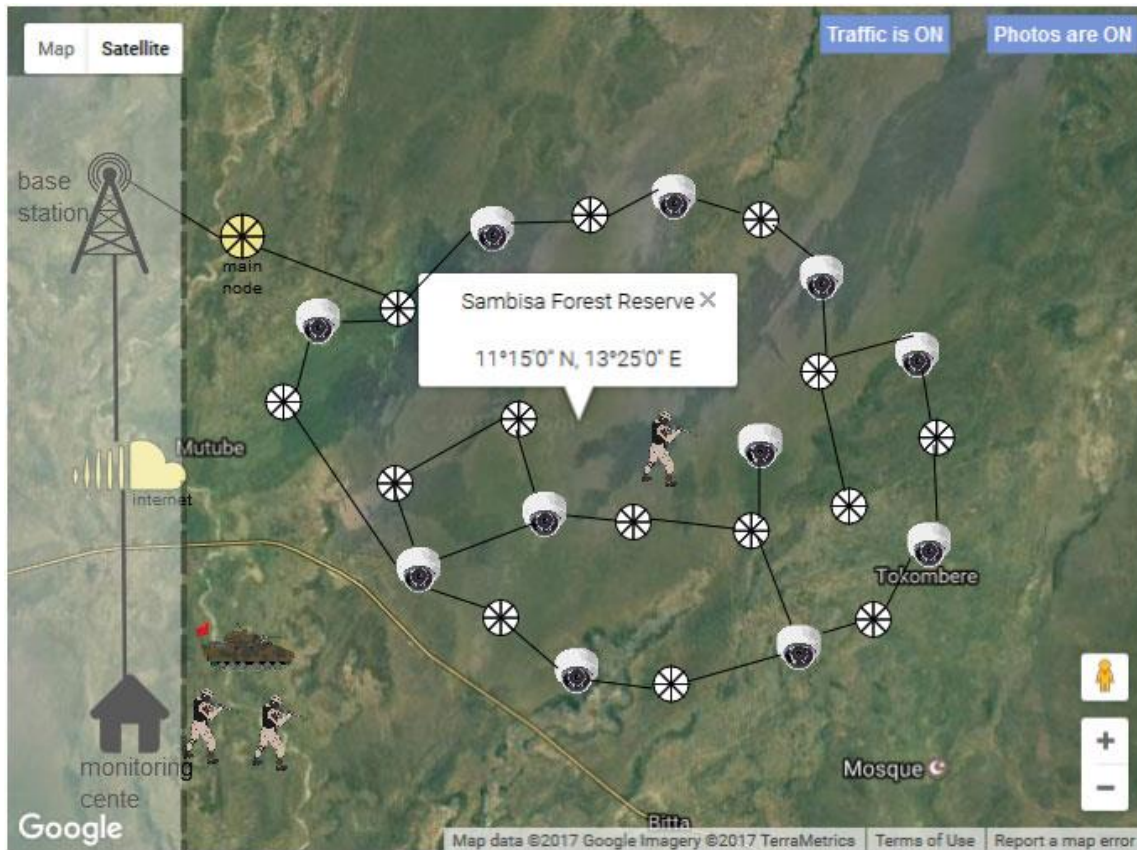 Map Satellite
Traffic is ON
Photos are ON
base
station
main
node
Sambisa Forest Reserve ×
11°15'0" N, 13°25'0" E
Mutube
internet
Tokombere
monitoring
cente
Mosque
Bitta
+
−
Google
Map data ©2017 Google Imagery ©2017 TerraMetrics Terms of Use Report a map error